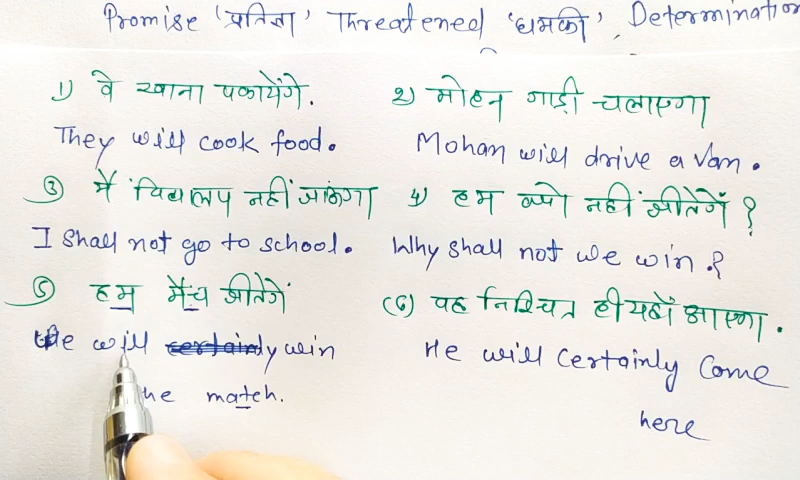 Promise 'प्रतिज्ञा' Threatened 'धमकी', Determination
1) वे खाना पकायेंगे.
They will cook food.
2) मोहन गाड़ी चलाएगा
Mohan will drive a van.
3) मैं विद्यालय नहीं जाऊंगा
I shall not go to school.
4) हम क्यो नहीं जीतेगें ?
Why shall not we win ?
5) हम मैच जीतेगें
We will win
the match.
(6) वह निश्चित ही यहाँ आएगा.
He will certainly come
here